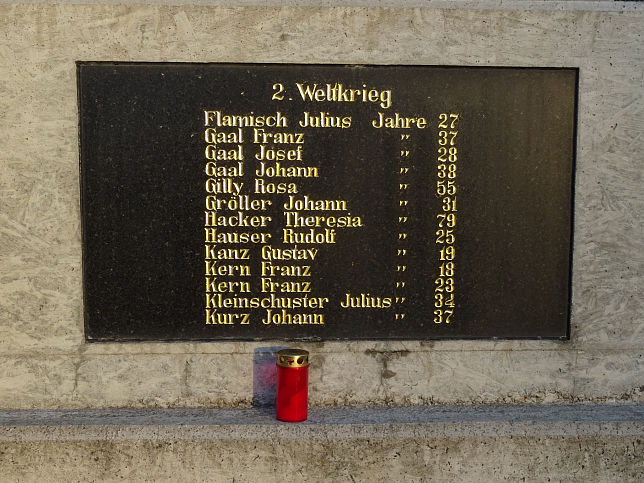 2. Weltkrieg
Flamisch Julius Jahre 27
Gaal Franz " 37
Gaal Josef " 28
Gaal Johann " 38
Gilly Rosa " 55
Gröller Johann " 31
Hacker Theresia " 79
Hauser Rudolf " 25
Kanz Gustav " 19
Kern Franz " 18
Kern Franz " 23
Kleinschuster Julius " 34
Kurz Johann " 37